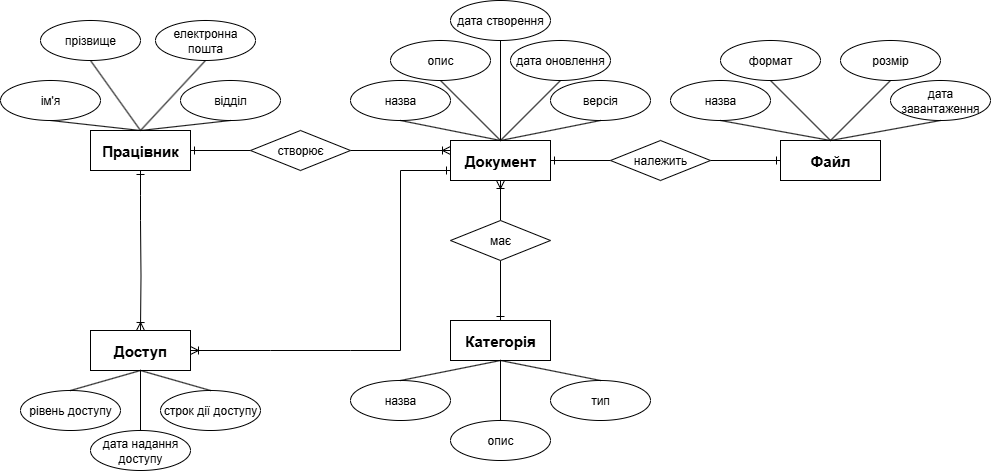 дата створення
прізвище
електронна
пошта
опис
дата оновлення
формат
розмір
ім'я
відділ
назва
версія
назва
дата
завантаження
Працівник
створює
Документ
належить
Файл
має
Доступ
Категорія
рівень доступу
строк дії доступу
назва
тип
дата надання
доступу
опис